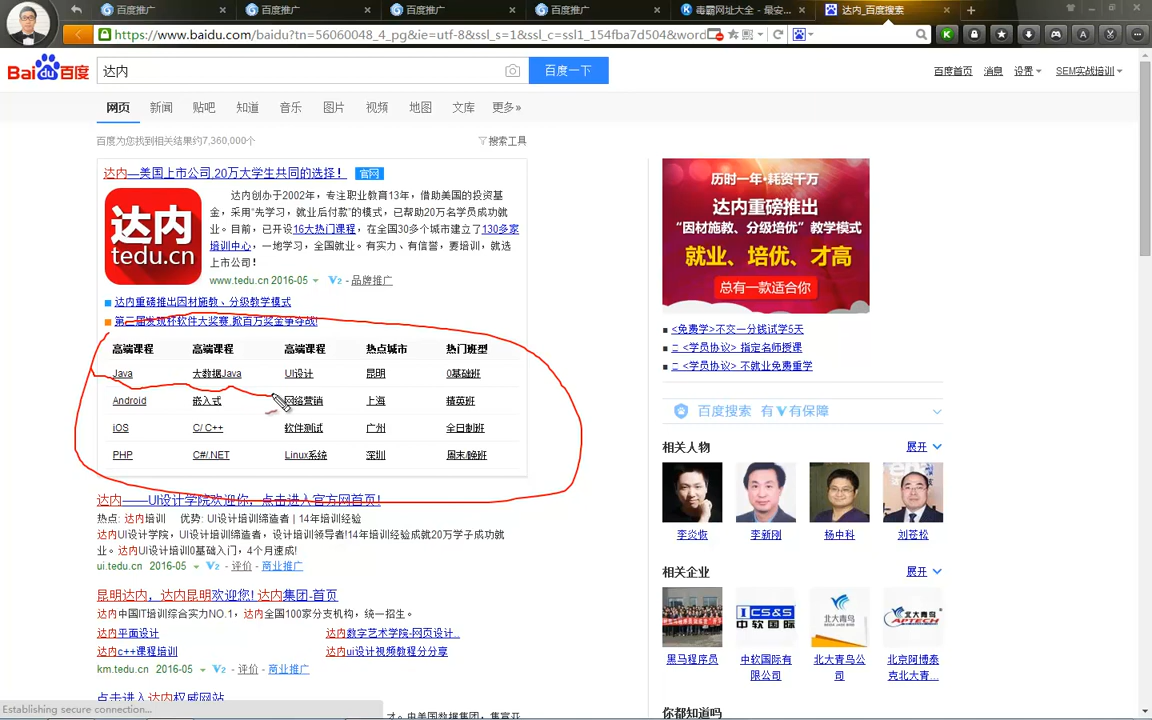 百度推广
百度推广
百度推广
百度推广
毒霸网址大全 - 最安...
达内_百度搜索
https://www.baidu.com/baidu?tn=56060048_4_pg&ie=utf-8&ssl_s=1&ssl_c=ssl1_154fba7d504&word
Bai du 百度
达内
百度一下
百度首页
消息
设置
SEM实战培训
网页
新闻
贴吧
知道
音乐
图片
视频
地图
文库
更多»
百度为您找到相关结果约7,360,000个
搜索工具
达内—美国上市公司,20万大学生共同的选择!
官网
达内
tedu.cn
达内创办于2002年，专注职业教育13年，借助美国的投资基
金，采用“先学习，就业后付款”的模式，已帮助20万名学员成功就
业。目前，已开设16大热门课程，在全国30多个城市建立了130多家
培训中心，一地学习，全国就业。有实力、有信誉，要培训，就选
上市公司！
www.tedu.cn 2016-05 V2 - 品牌推广
达内重磅推出因材施教、分级教学模式
第二届发现杯软件大奖赛,掀百万奖金争夺战!
高端课程 高端课程 高端课程 热点城市 热门班型
Java 大数据Java UI设计 昆明 0基础班
Android 嵌入式 网络营销 上海 精英班
iOS C/ C++ 软件测试 广州 全日制班
PHP C#/.NET Linux系统 深圳 周末/晚班
达内——UI设计学院欢迎你，点击进入官方网首页!
热点: 达内培训 优势: UI设计培训缔造者 | 14年培训经验
达内UI设计学院，UI设计培训缔造者，设计培训领导者!14年培训经验成就20万学子成功就
业。达内UI设计培训0基础入门，4个月速成!
ui.tedu.cn 2016-05 V2 - 评价 - 商业推广
昆明达内，达内昆明欢迎您! 达内集团-首页
达内中国IT培训综合实力NO.1，达内全国100家分支机构，统一招生。
达内平面设计
达内数字艺术学院-网页设计..
达内c++课程培训
达内ui设计视频教程分分享
km.tedu.cn 2016-05 V2 - 评价 - 商业推广
点击进入达内权威网站
Establishing secure connection...
历时一年·耗资千万
达内重磅推出
“因材施教、分级培优”教学模式
就业、培优、才高
总有一款适合你
<免费学>不交一分钱试学5天
二 <学员协议> 指定名师授课
二 <学员协议> 不就业免费重学
百度搜索 有V有保障
相关人物
展开
李炎恢
李新刚
杨中科
刘苍松
相关企业
展开
iCS&S
中软国际
北大青鸟
北大青鸟
APTECH
黑马程序员
中软国际有
限公司
北大青鸟公
司
北京阿博泰
克北大青...
你都知道吗